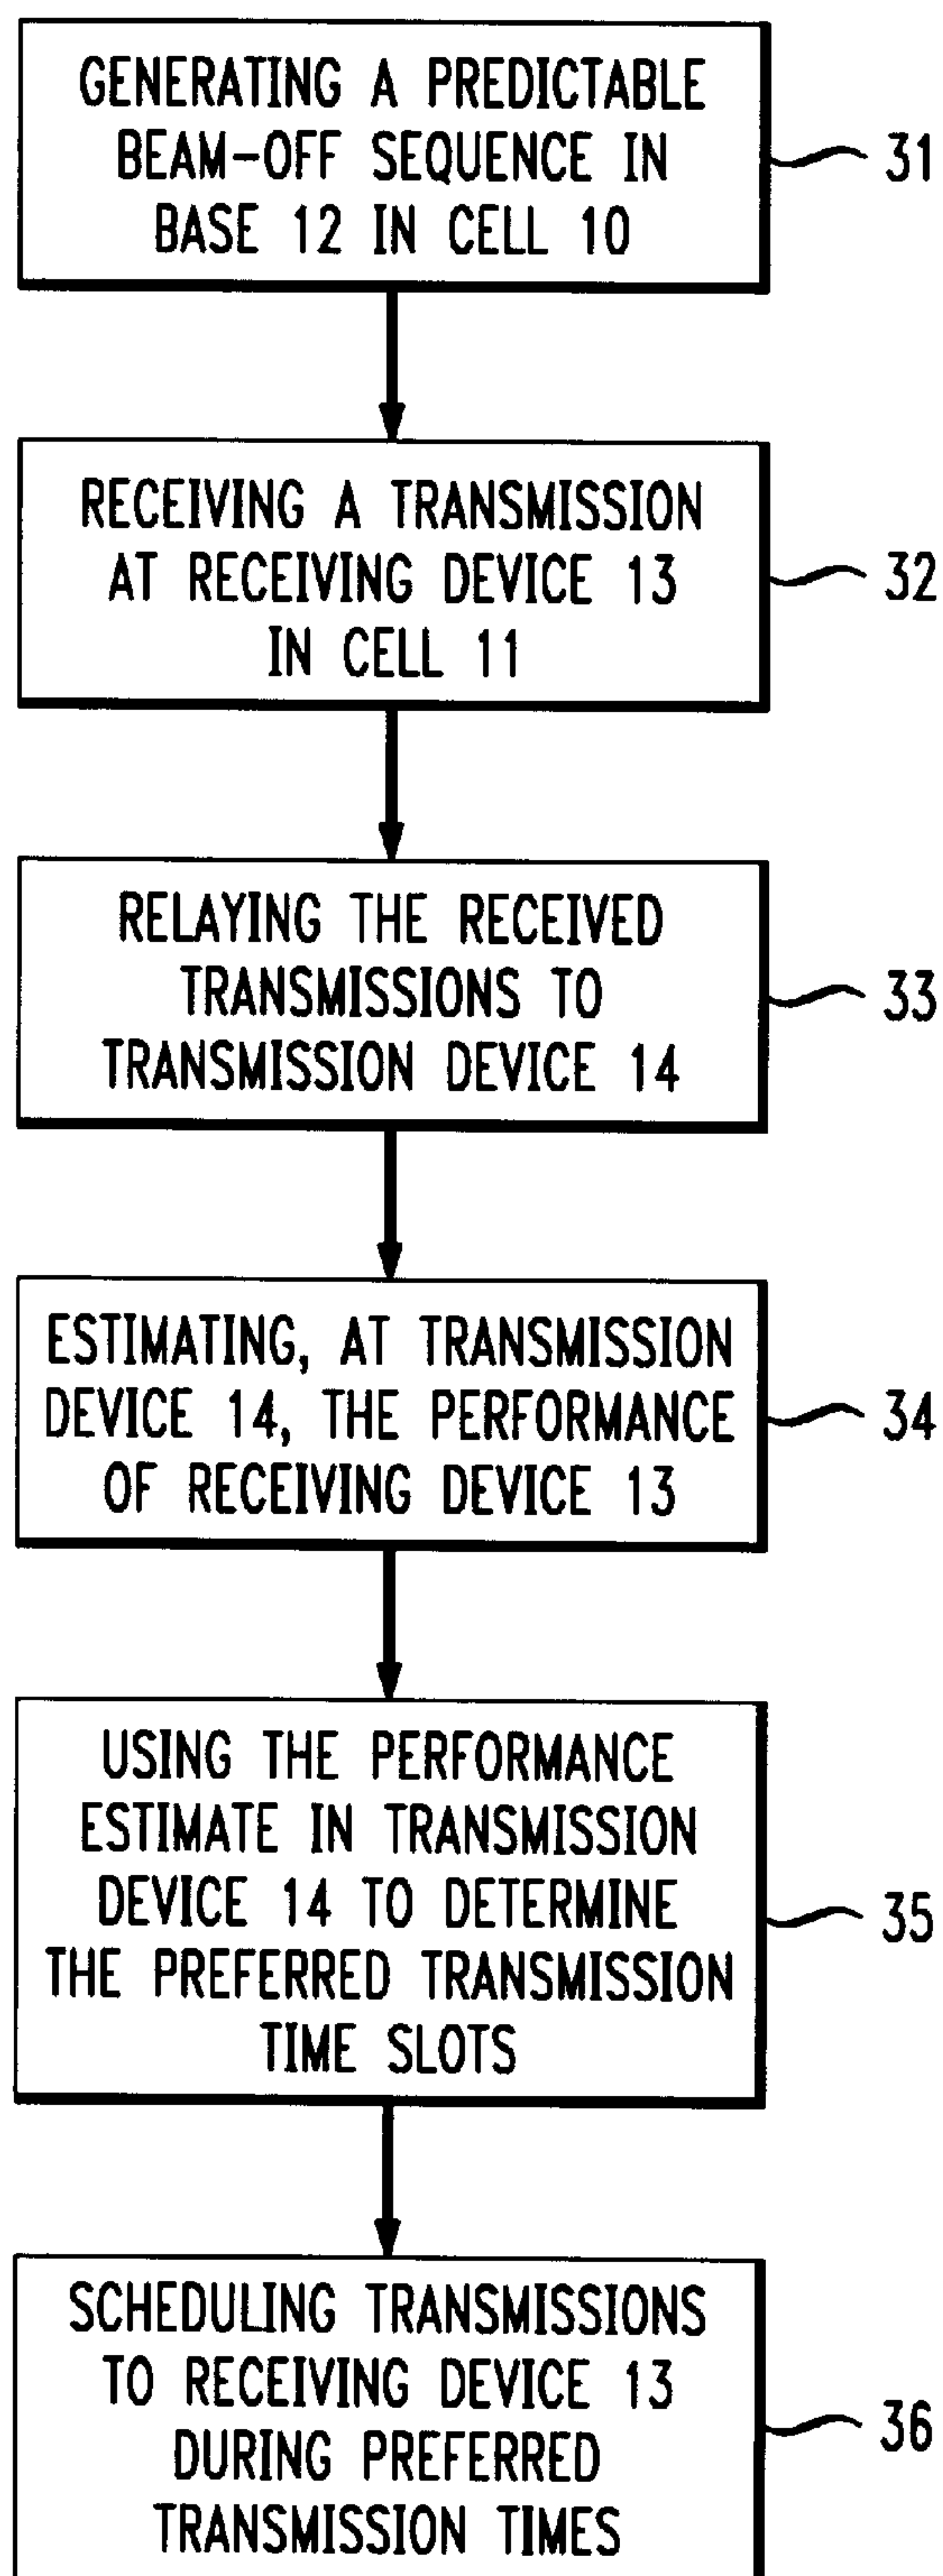 GENERATING A PREDICTABLE
BEAM-OFF SEQUENCE IN
BASE 12 IN CELL 10
31
RECEIVING A TRANSMISSION
AT RECEIVING DEVICE 13
IN CELL 11
32
RELAYING THE RECEIVED
TRANSMISSIONS TO
TRANSMISSION DEVICE 14
33
ESTIMATING, AT TRANSMISSION
DEVICE 14, THE PERFORMANCE
OF RECEIVING DEVICE 13
34
USING THE PERFORMANCE
ESTIMATE IN TRANSMISSION
DEVICE 14 TO DETERMINE
THE PREFERRED TRANSMISSION
TIME SLOTS
35
SCHEDULING TRANSMISSIONS
TO RECEIVING DEVICE 13
DURING PREFERRED
TRANSMISSION TIMES
36